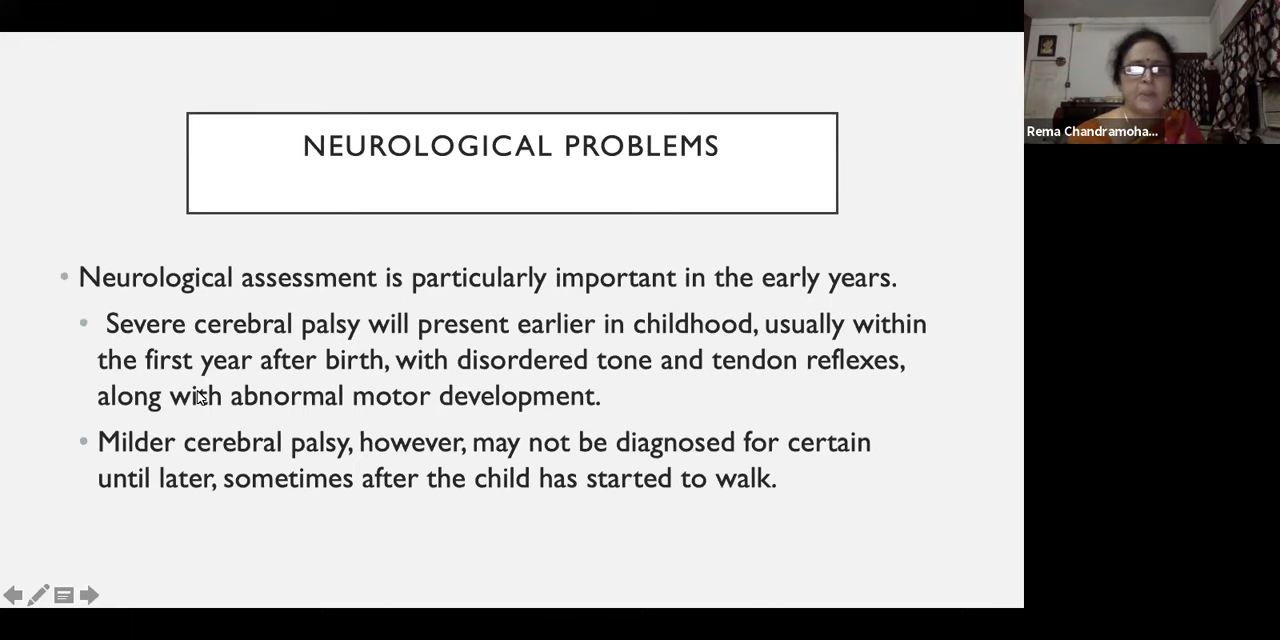 NEUROLOGICAL PROBLEMS
• Neurological assessment is particularly important in the early years.
• Severe cerebral palsy will present earlier in childhood, usually within
the first year after birth, with disordered tone and tendon reflexes,
along with abnormal motor development.
• Milder cerebral palsy, however, may not be diagnosed for certain
until later, sometimes after the child has started to walk.
Rema Chandramoha...